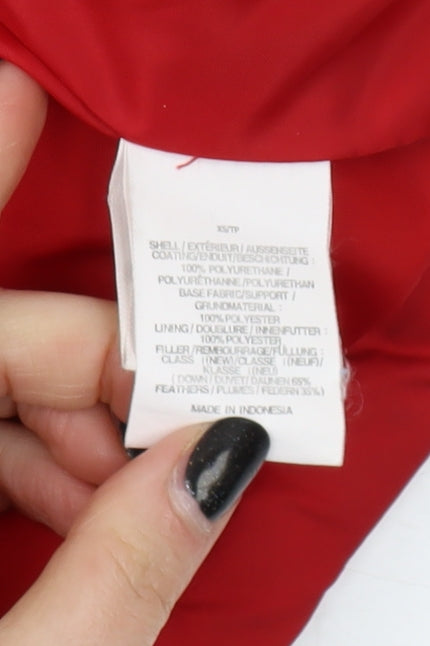 XS/TP
SHELL / EXTÉRIEUR / AUSSENSEITE
COATING/ENDUIT/BESCHICHTUNG :
100% POLYURETHANE /
POLYURÉTHANNE/POLYURETHAN
BASE FABRIC/SUPPORT /
GRUNDMATERIAL :
100% POLYESTER
LINING / DOUBLURE / INNENFUTTER :
100% POLYESTER
FILLER /REMBOURRAGE/FÜLLUNG :
CLASS (NEW)/CLASSE (NEUF)/
KLASSE (NEU)
( DOWN / DUVET/ DAUNEN
FEATHERS / PLUMES / FEDERN
MADE IN INDONESIA